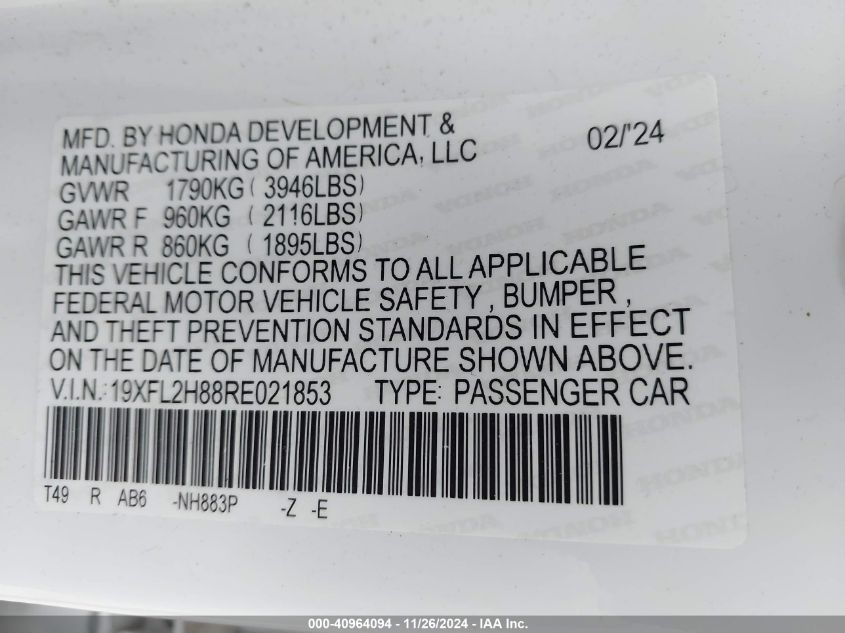 MFD. BY HONDA DEVELOPMENT & 02/'24
MANUFACTURING OF AMERICA, LLC
GVWR 1790KG ( 3946LBS)
GAWR F 960KG ( 2116LBS)
GAWR R 860KG ( 1895LBS)
THIS VEHICLE CONFORMS TO ALL APPLICABLE
FEDERAL MOTOR VEHICLE SAFETY , BUMPER ,
AND THEFT PREVENTION STANDARDS IN EFFECT
ON THE DATE OF MANUFACTURE SHOWN ABOVE.
V.I.N.: 19XFL2H88RE021853 TYPE: PASSENGER CAR
T49 R AB6 -NH883P -Z -E
000-40964094 - 11/26/2024 - IAA Inc.